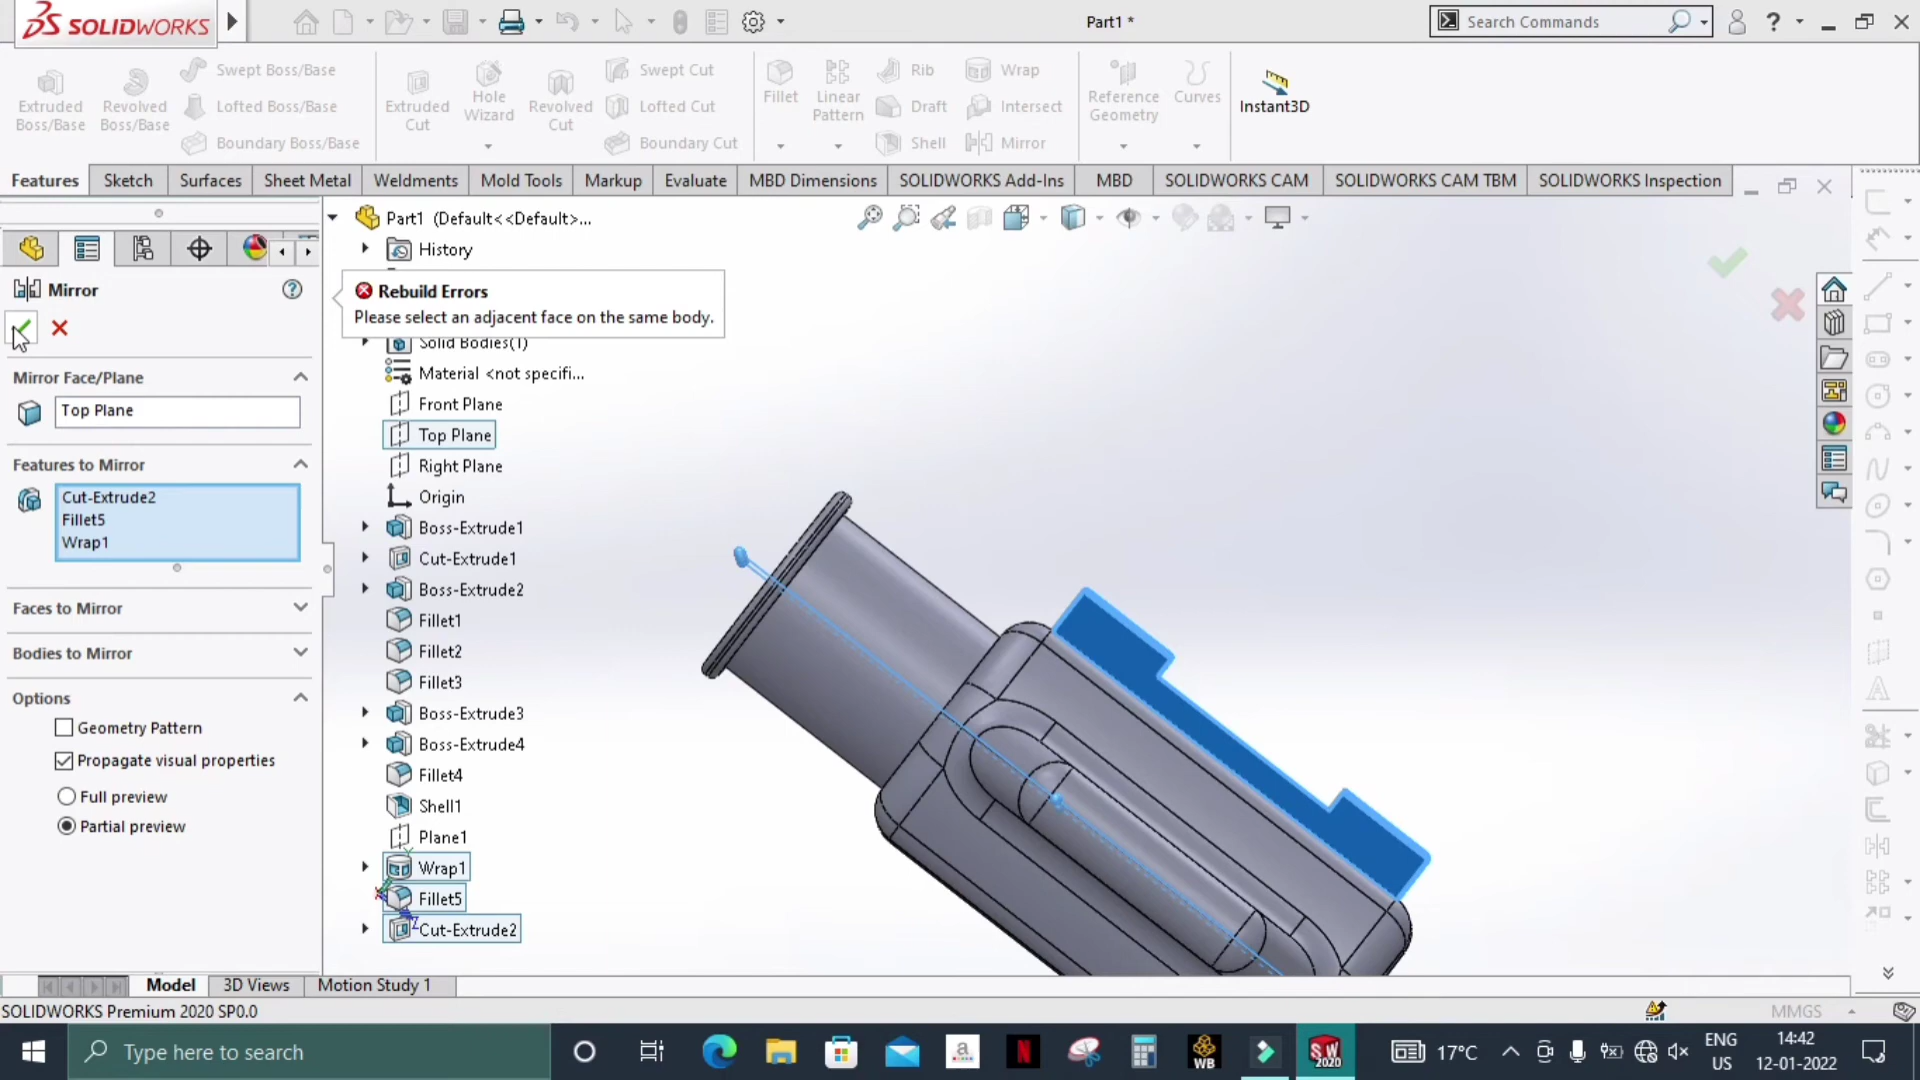 SOLIDWORKS
Part1 *
Search Commands
Extruded Boss/Base
Revolved Boss/Base
Swept Boss/Base
Lofted Boss/Base
Boundary Boss/Base
Extruded Cut
Hole Wizard
Revolved Cut
Swept Cut
Lofted Cut
Boundary Cut
Fillet
Linear Pattern
Rib
Draft
Shell
Wrap
Intersect
Mirror
Reference Geometry
Curves
Instant3D
Features
Sketch
Surfaces
Sheet Metal
Weldments
Mold Tools
Markup
Evaluate
MBD Dimensions
SOLIDWORKS Add-Ins
MBD
SOLIDWORKS CAM
SOLIDWORKS CAM TBM
SOLIDWORKS Inspection
Mirror
Mirror Face/Plane
Top Plane
Features to Mirror
Cut-Extrude2
Fillet5
Wrap1
Faces to Mirror
Bodies to Mirror
Options
Geometry Pattern
Propagate visual properties
Full preview
Partial preview
Part1 (Default<<Default>...
History
Rebuild Errors
Please select an adjacent face on the same body.
Solid Bodies(1)
Material <not specifi...
Front Plane
Top Plane
Right Plane
Origin
Boss-Extrude1
Cut-Extrude1
Boss-Extrude2
Fillet1
Fillet2
Fillet3
Boss-Extrude3
Boss-Extrude4
Fillet4
Shell1
Plane1
Wrap1
Fillet5
Cut-Extrude2
Model
3D Views
Motion Study 1
SOLIDWORKS Premium 2020 SP0.0
MMGS
Type here to search
a
N
WB
SW
2020
17°C
ENG
US
14:42
12-01-2022